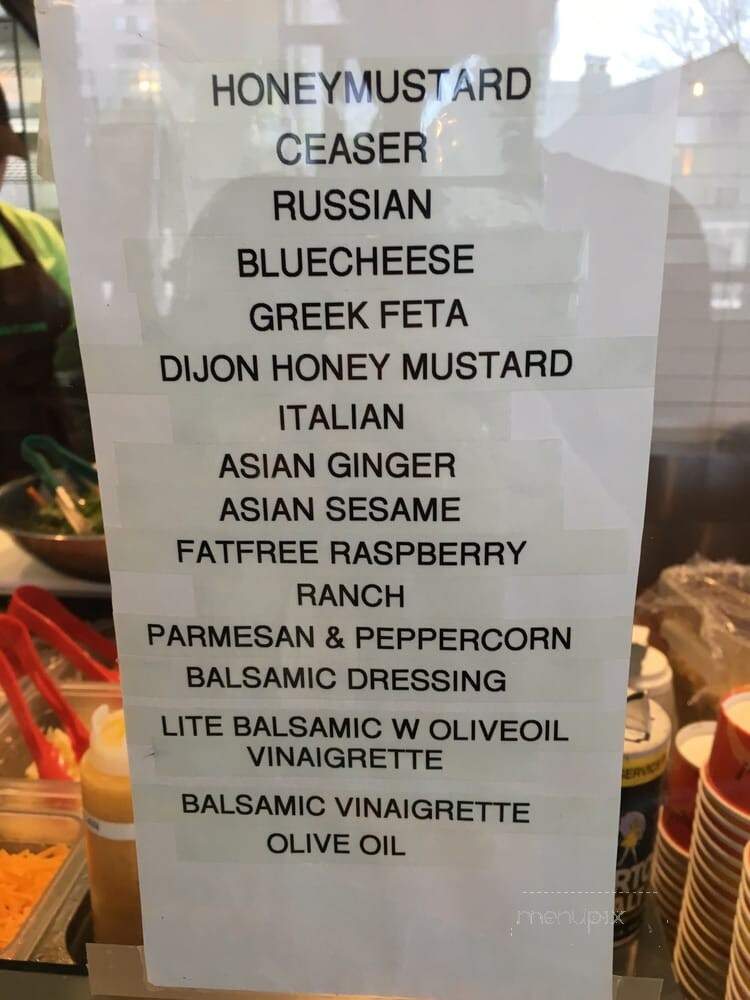 HONEYMUSTARD
CEASER
RUSSIAN
BLUECHEESE
GREEK FETA
DIJON HONEY MUSTARD
ITALIAN
ASIAN GINGER
ASIAN SESAME
FATFREE RASPBERRY
RANCH
PARMESAN & PEPPERCORN
BALSAMIC DRESSING
LITE BALSAMIC W OLIVEOIL
VINAIGRETTE
BALSAMIC VINAIGRETTE
OLIVE OIL
menupix